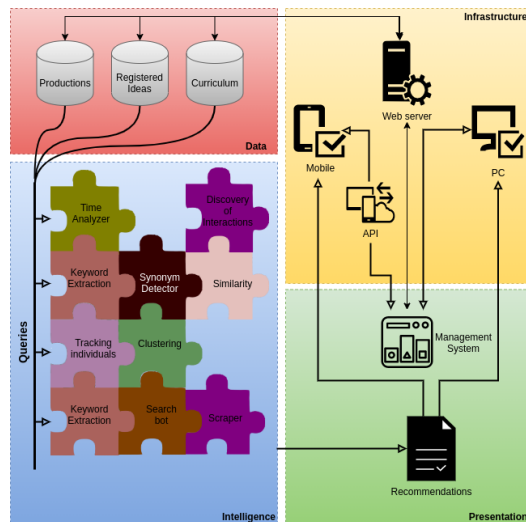 Infrastructure
Productions
Registered
Ideas
Curriculum
Data
Web server
Mobile
PC
API
Time
Analyzer
Discovery
of
Interactions
Keyword
Extraction
Synonym
Detector
Similarity
Tracking
individuals
Clustering
Keyword
Extraction
Search
bot
Scraper
Queries
Intelligence
Management
System
Recommendations
Presentation